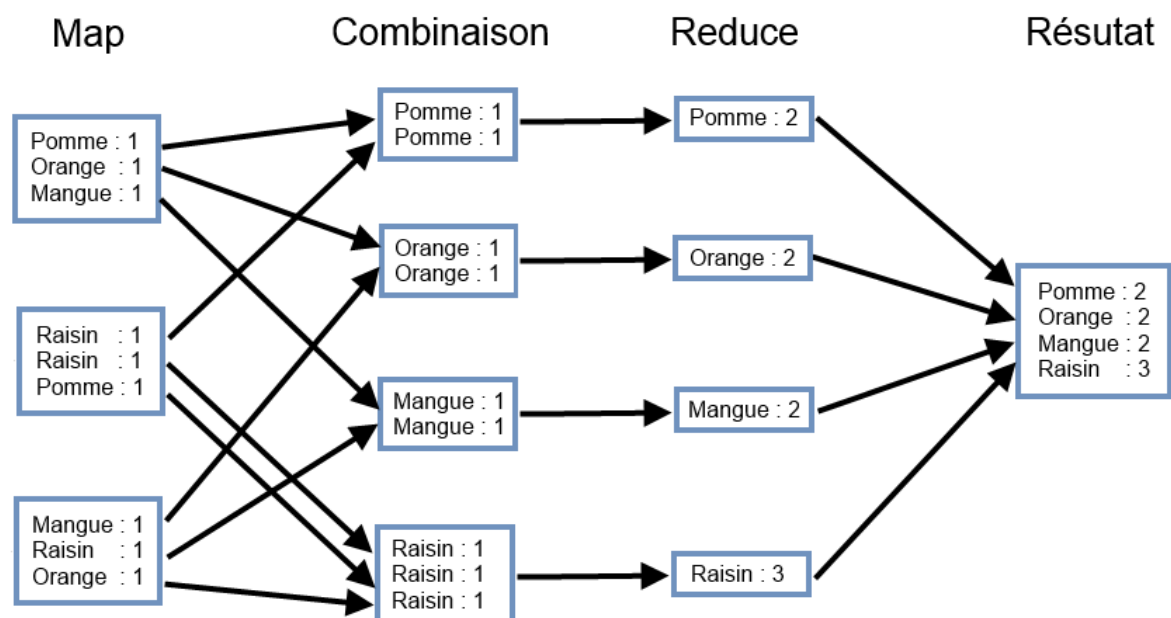 Map
Combinaison
Reduce
Résutat
Pomme : 1
Orange : 1
Mangue : 1
Raisin : 1
Raisin : 1
Pomme : 1
Mangue : 1
Raisin : 1
Orange : 1
Pomme : 1
Pomme : 1
Orange : 1
Orange : 1
Mangue : 1
Mangue : 1
Raisin : 1
Raisin : 1
Raisin : 1
Pomme : 2
Orange : 2
Mangue : 2
Raisin : 3
Pomme : 2
Orange : 2
Mangue : 2
Raisin : 3